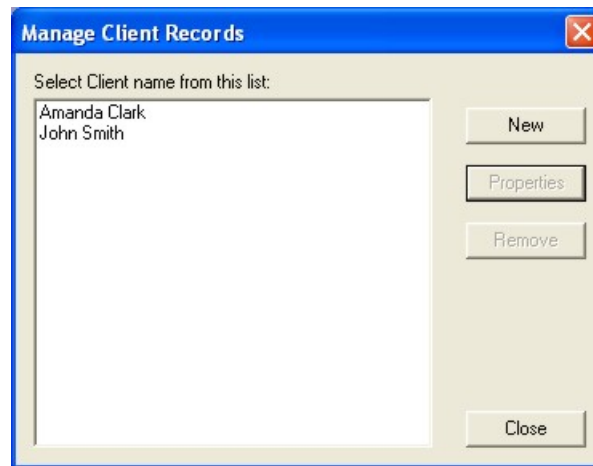 Manage Client Records
Select Client name from this list:
Amanda Clark
John Smith
New
Properties
Remove
Close